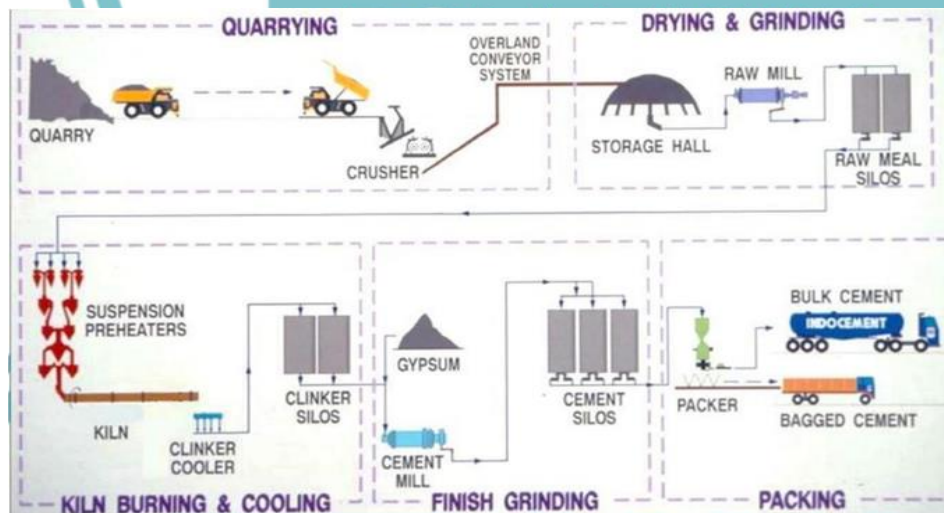 QUARRYING
DRYING & GRINDING
OVERLAND
CONVEYOR
SYSTEM
RAW MILL
QUARRY
CRUSHER
STORAGE HALL
RAW MEAL
SILOS
SUSPENSION
PREHEATERS
KILN
CLINKER
COOLER
CLINKER
SILOS
GYPSUM
CEMENT
MILL
CEMENT
SILOS
BULK CEMENT
INDOCEMENT
PACKER
BAGGED CEMENT
KILN BURNING & COOLING
FINISH GRINDING
PACKING